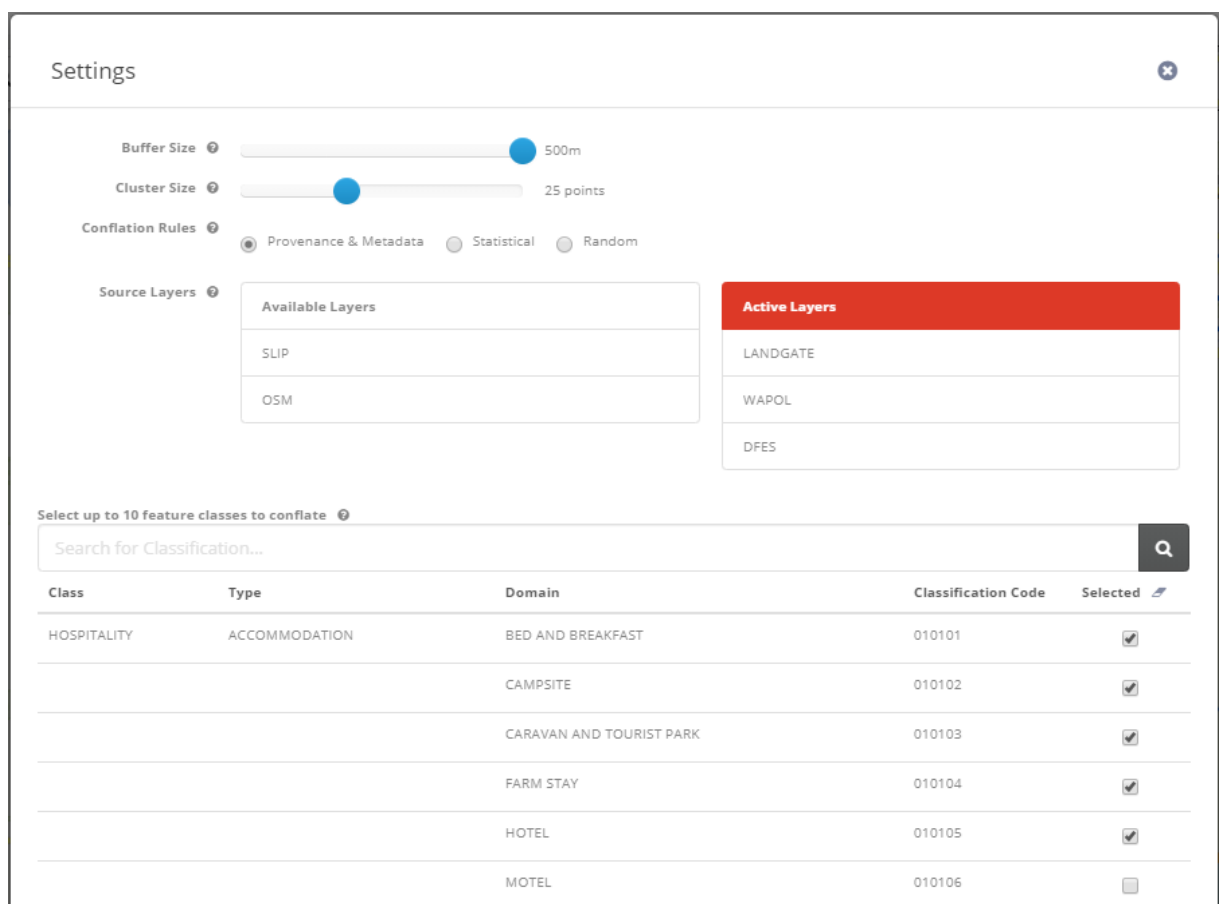 Settings
Buffer Size 500m
Cluster Size 25 points
Conflation Rules Provenance & Metadata Statistical Random
Source Layers Available Layers Active Layers
SLIP LANDGATE
OSM WAPOL
DFES
Select up to 10 feature classes to conflate
Search for Classification...
Class Type Domain Classification Code Selected
HOSPITALITY ACCOMMODATION BED AND BREAKFAST 010101
CAMPSITE 010102
CARAVAN AND TOURIST PARK 010103
FARM STAY 010104
HOTEL 010105
MOTEL 010106